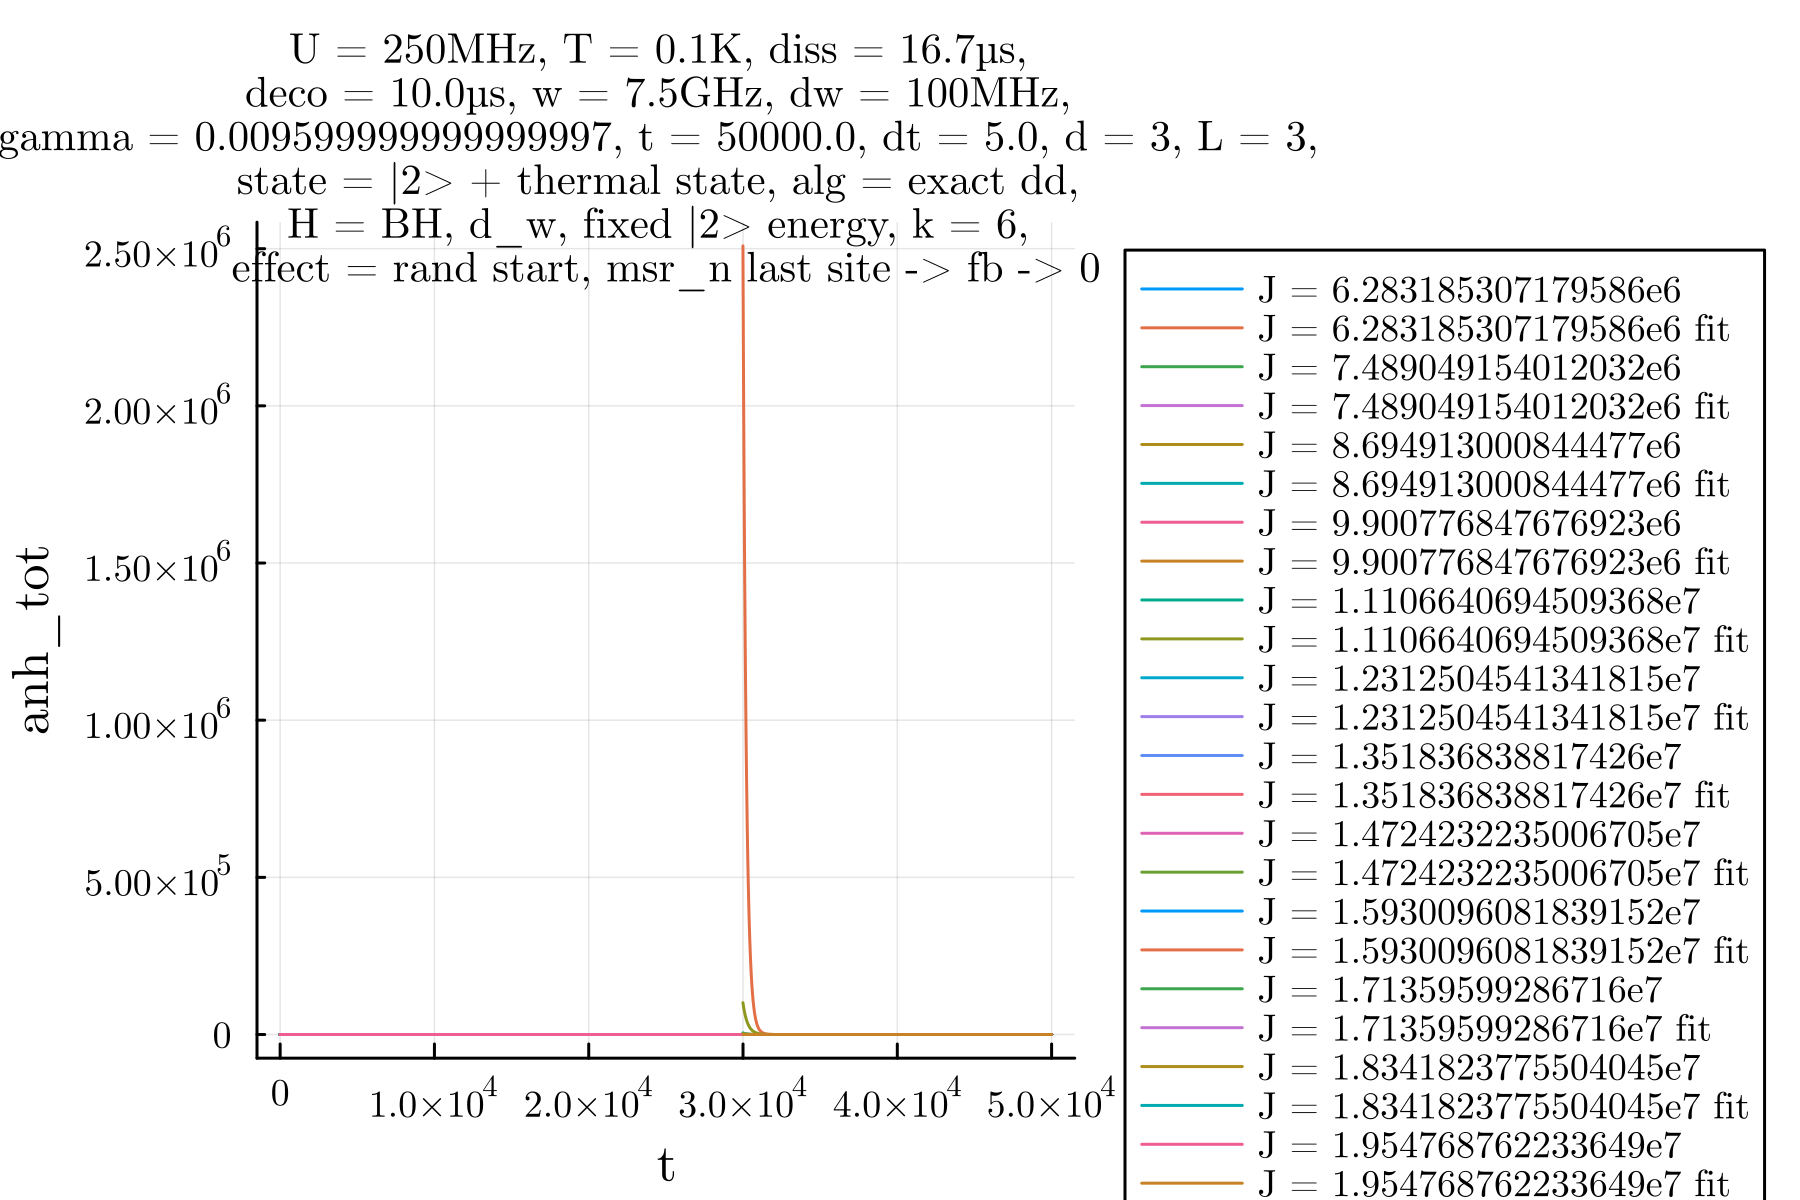 U = 250MHz, T = 0.1K, diss = 16.7µs,
deco = 10.0µs, w = 7.5GHz, dw = 100MHz,
gamma = 0.009599999999999997, t = 50000.0, dt = 5.0, d = 3, L = 3,
state = |2> + thermal state, alg = exact dd,
H = BH, d_w, fixed |2> energy, k = 6,
effect = rand start, msr_n last site -> fb -> 0
2.50×10^6
2.00×10^6
1.50×10^6
1.00×10^6
5.00×10^5
0
anh_tot
0 1.0×10^4 2.0×10^4 3.0×10^4 4.0×10^4 5.0×10^4
t
J = 6.283185307179586e6
J = 6.283185307179586e6 fit
J = 7.489049154012032e6
J = 7.489049154012032e6 fit
J = 8.694913000844477e6
J = 8.694913000844477e6 fit
J = 9.900776847676923e6
J = 9.900776847676923e6 fit
J = 1.1106640694509368e7
J = 1.1106640694509368e7 fit
J = 1.2312504541341815e7
J = 1.2312504541341815e7 fit
J = 1.351836838817426e7
J = 1.351836838817426e7 fit
J = 1.4724232235006705e7
J = 1.4724232235006705e7 fit
J = 1.5930096081839152e7
J = 1.5930096081839152e7 fit
J = 1.71359599286716e7
J = 1.71359599286716e7 fit
J = 1.8341823775504045e7
J = 1.8341823775504045e7 fit
J = 1.954768762233649e7
J = 1.954768762233649e7 fit